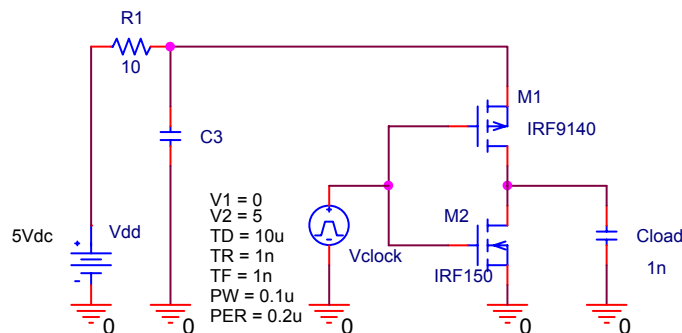 R1
10
C3
M1
IRF9140
V1 = 0
V2 = 5
TD = 10u
TR = 1n
TF = 1n
PW = 0.1u
PER = 0.2u
5Vdc
Vdd
+
-
+
-
Vclock
M2
IRF150
Cload
1n
0
0
0
0
0